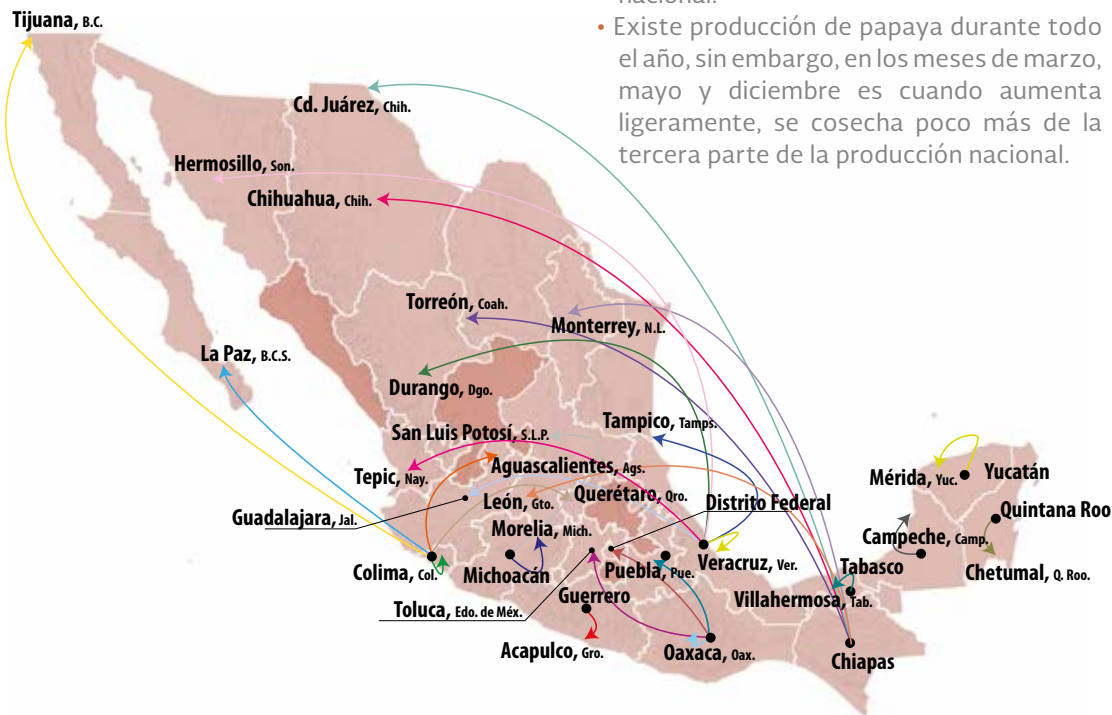 nacional.
• Existe producción de papaya durante todo
el año, sin embargo, en los meses de marzo,
mayo y diciembre es cuando aumenta
ligeramente, se cosecha poco más de la
tercera parte de la producción nacional.
Tijuana, B.C.
Cd. Juárez, Chih.
Hermosillo, Son.
Chihuahua, Chih.
Torreón, Coah.
Monterrey, N.L.
La Paz, B.C.S.
Durango, Dgo.
Tampico, Tamps.
San Luis Potosí, S.L.P.
Tepic, Nay.
Aguascalientes, Ags.
Mérida, Yuc.
Yucatán
León, Gto.
Querétaro, Qro.
Distrito Federal
Quintana Roo
Guadalajara, Jal.
Morelia, Mich.
Campeche, Camp.
Colima, Col.
Michoacán
Puebla, Pue.
Veracruz, Ver.
Tabasco
Chetumal, Q. Roo.
Guerrero
Villahermosa, Tab.
Toluca, Edo. de Méx.
Acapulco, Gro.
Oaxaca, Oax.
Chiapas